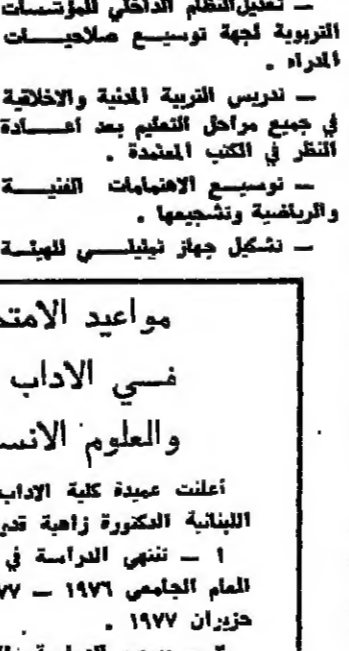 — تعديل النظام الداخلي للمؤسسات
التربوية لجهة توسيع صلاحيات
المدراء .
— تدريس التربية المدنية والاخلاقية
في جميع مراحل التعليم بعد اعادة
النظر في الكتب المعتمدة .
— توسيع الاهتمامات الفنية
والرياضية وتشجيعها .
— تشكيل جهاز تمثيلي للهيئة
مواعيد الامتح
في الاداب
والعلوم الانس
أعلنت عميدة كلية الاداب
اللبنانية الدكتورة زاهية قدو
١ — تنتهي الدراسة في
العام الجامعي ١٩٧٦ — ٧٧
حزيران ١٩٧٧ .